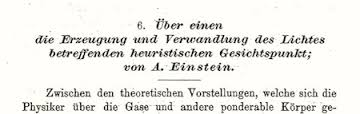 6. Über einen
die Erzeugung und Verwandlung des Lichtes
betreffenden heuristischen Gesichtspunkt;
von A. Einstein.
Zwischen den theoretischen Vorstellungen, welche sich die
Physiker über die Gase und andere ponderable Körper ge-